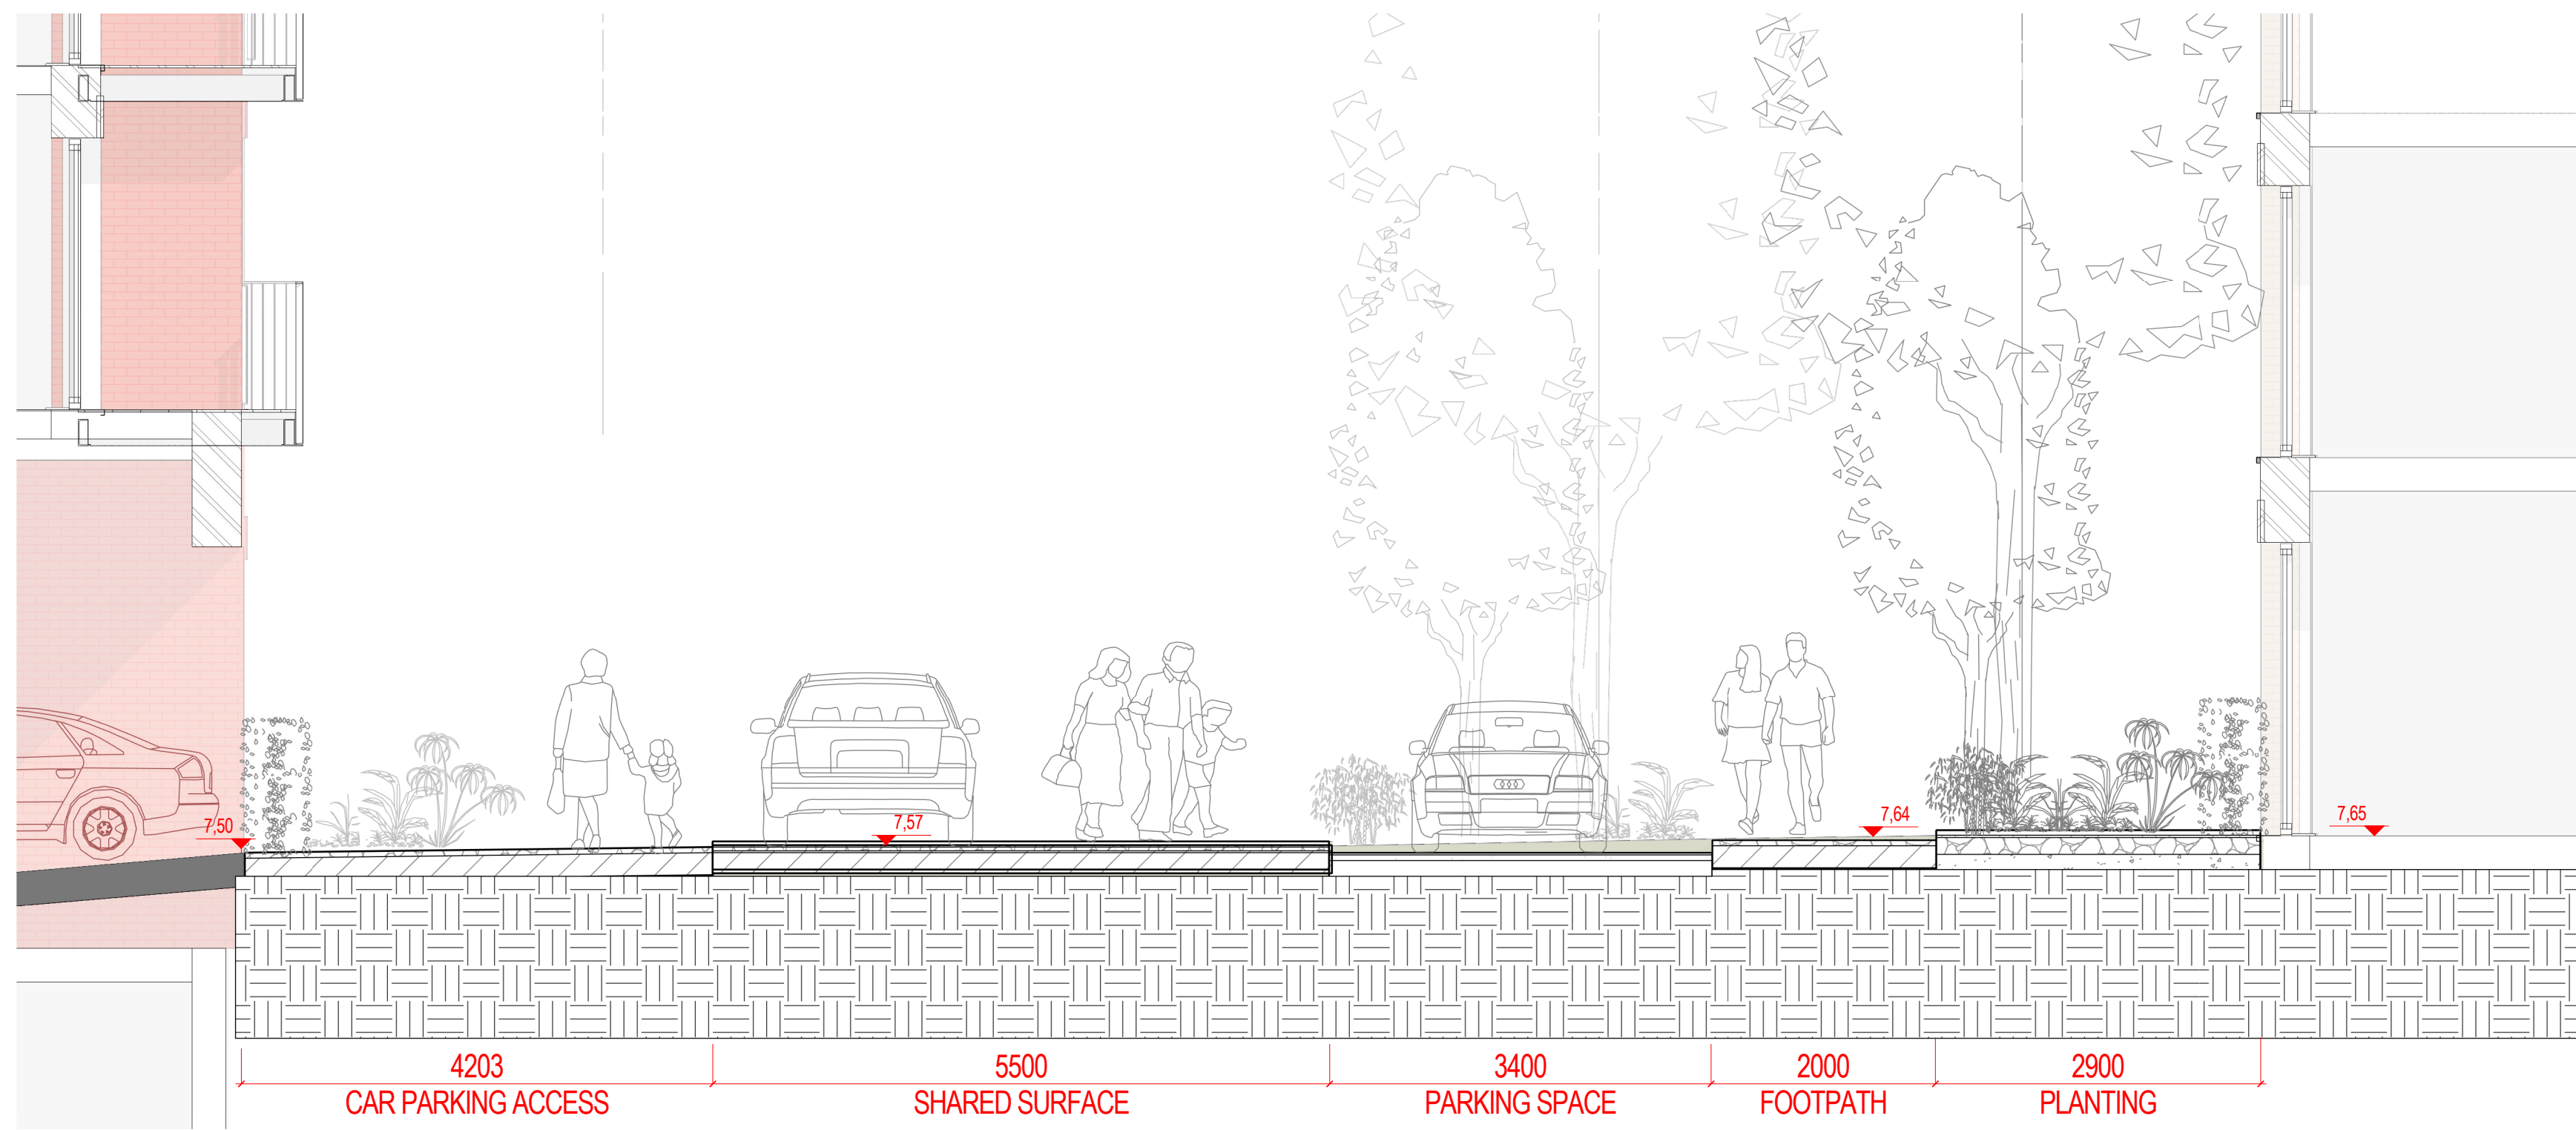 7,50
7,57
7,64
7,65
4203
5500
3400
2000
2900
CAR PARKING ACCESS
SHARED SURFACE
PARKING SPACE
FOOTPATH
PLANTING